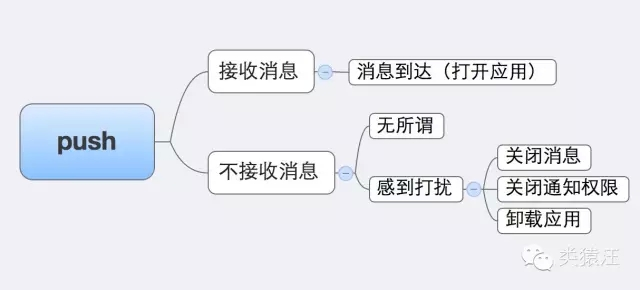 push
接收消息
消息到达（打开应用）
不接收消息
无所谓
感到打扰
关闭消息
关闭通知权限
卸载应用
类猿汪